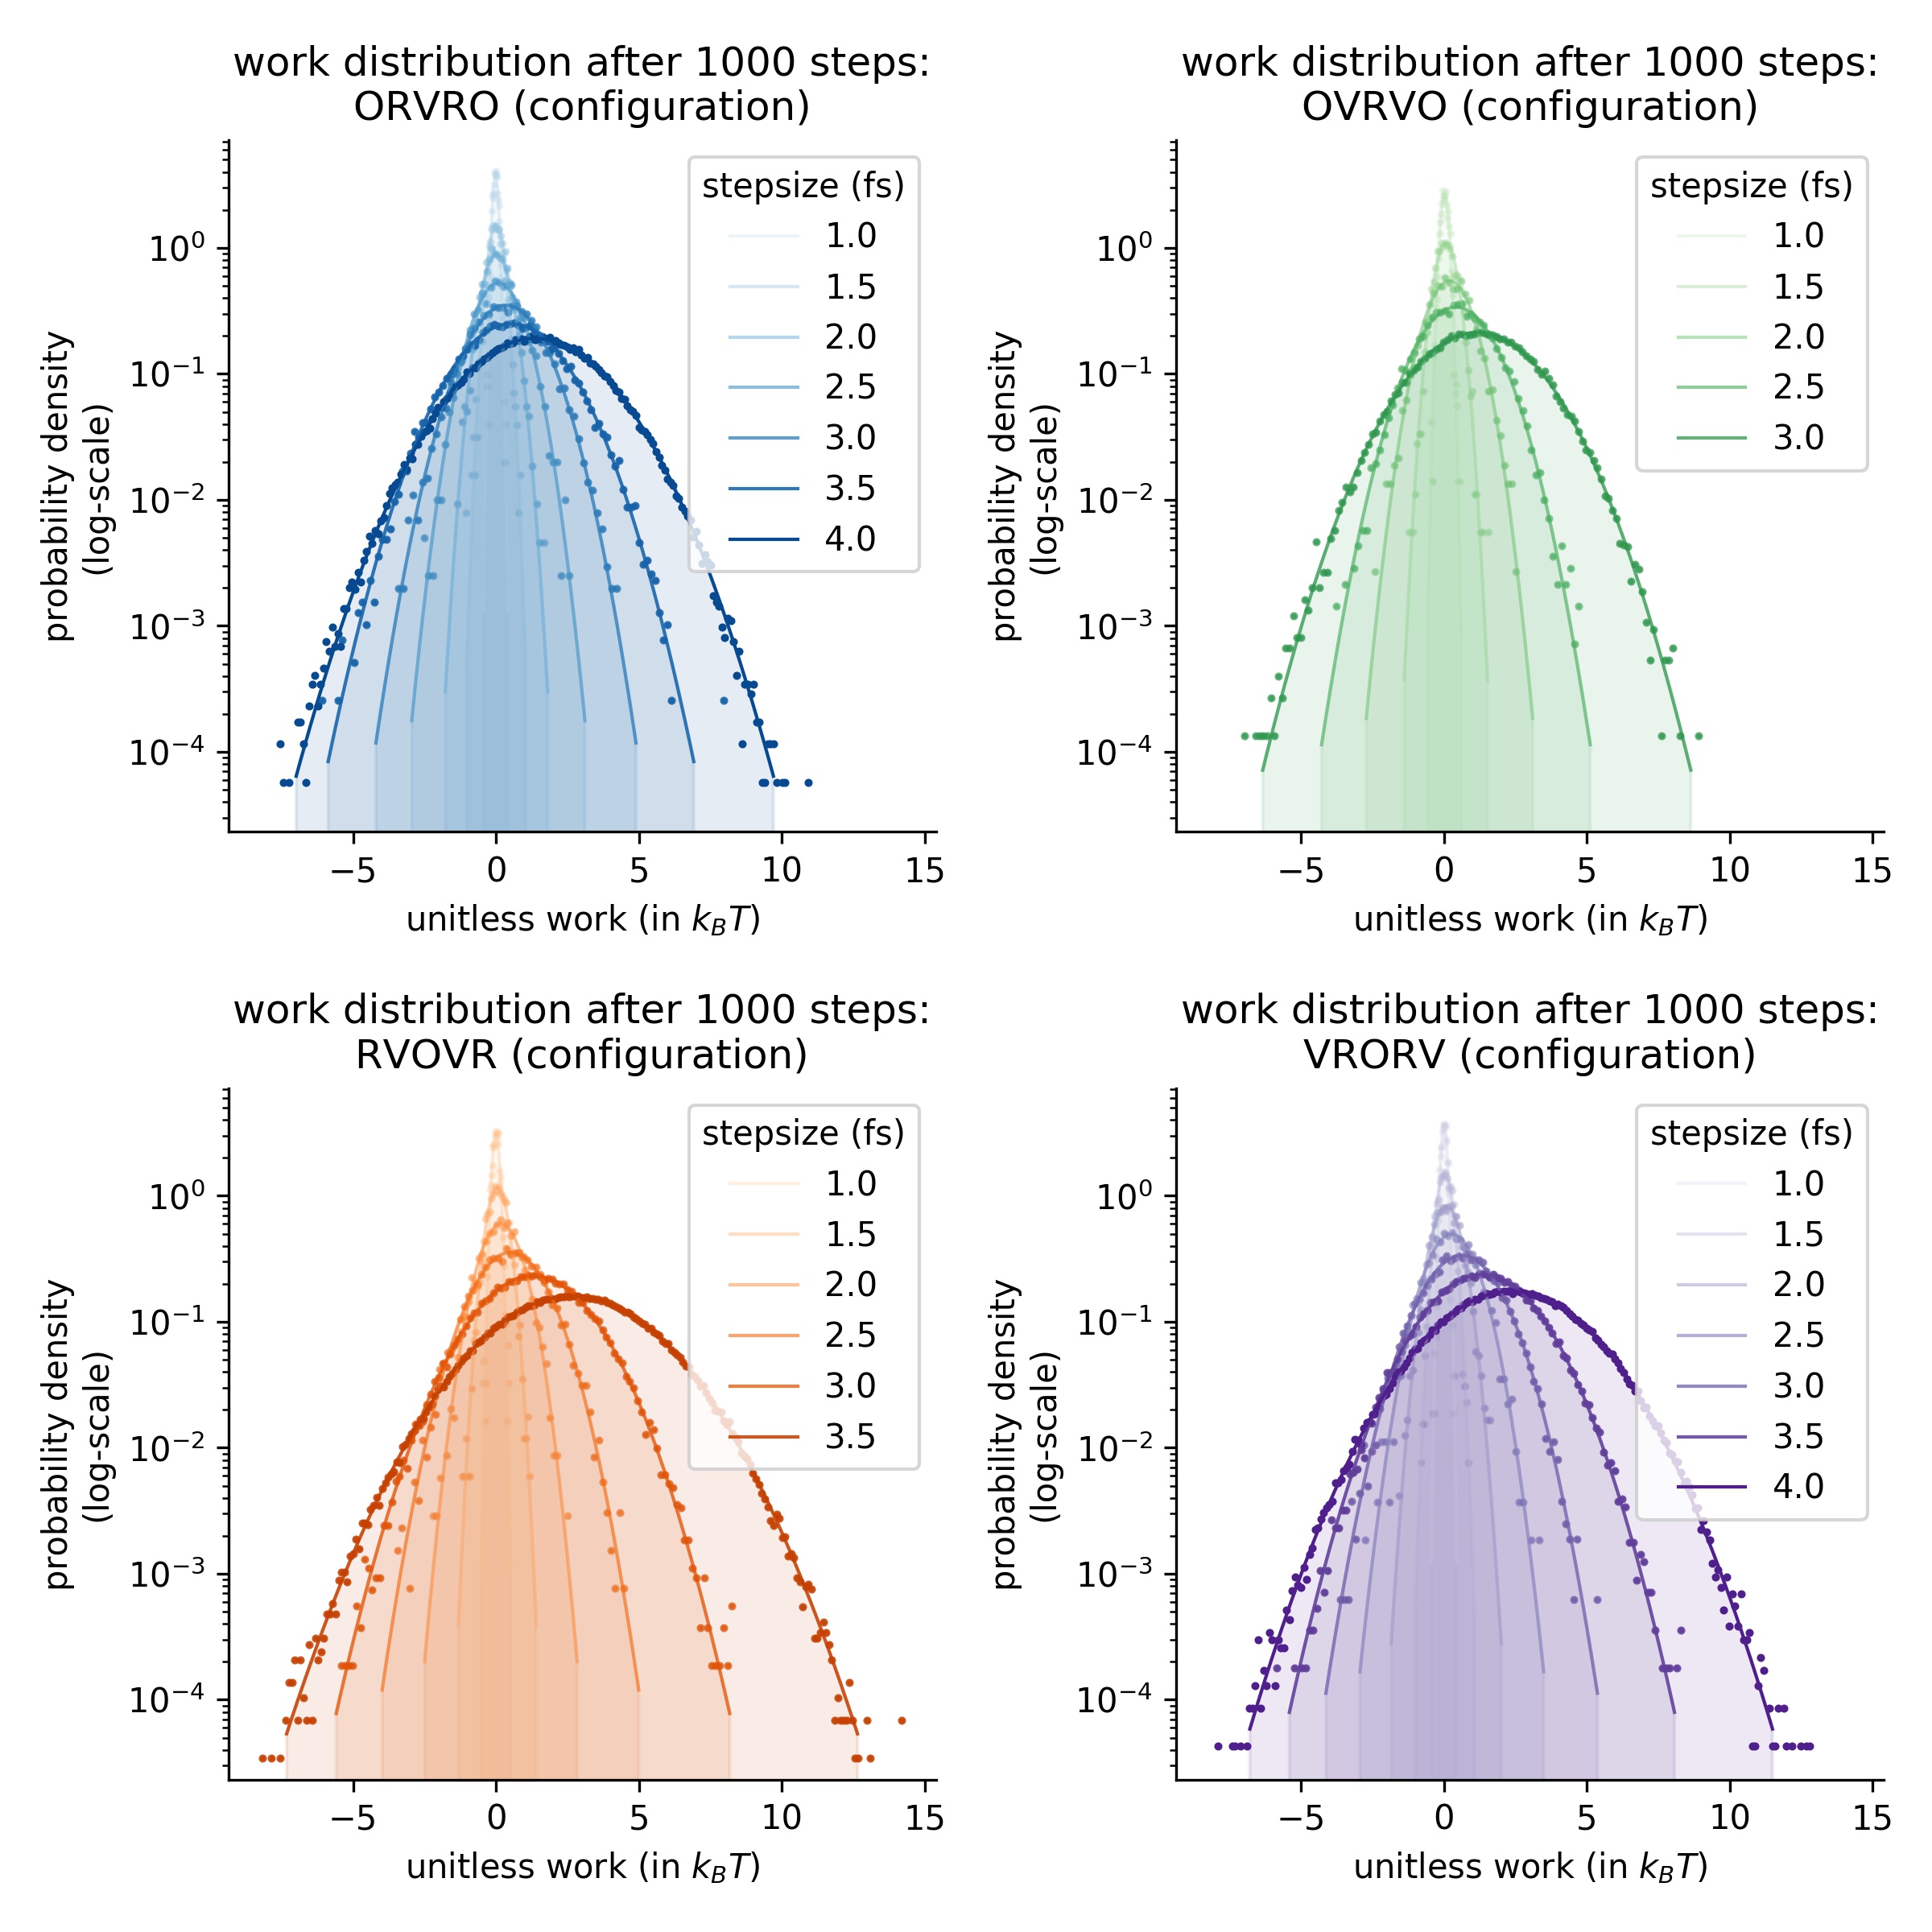 work distribution after 1000 steps:
ORVRO (configuration)
probability density
(log-scale)
10⁰
10⁻¹
10⁻²
10⁻³
10⁻⁴
stepsize (fs)
1.0
1.5
2.0
2.5
3.0
3.5
4.0
−5 0 5 10 15
unitless work (in k_BT)
work distribution after 1000 steps:
OVRVO (configuration)
probability density
(log-scale)
10⁰
10⁻¹
10⁻²
10⁻³
10⁻⁴
stepsize (fs)
1.0
1.5
2.0
2.5
3.0
−5 0 5 10 15
unitless work (in k_BT)
work distribution after 1000 steps:
RVOVR (configuration)
probability density
(log-scale)
10⁰
10⁻¹
10⁻²
10⁻³
10⁻⁴
stepsize (fs)
1.0
1.5
2.0
2.5
3.0
3.5
−5 0 5 10 15
unitless work (in k_BT)
work distribution after 1000 steps:
VRORV (configuration)
probability density
(log-scale)
10⁰
10⁻¹
10⁻²
10⁻³
10⁻⁴
stepsize (fs)
1.0
1.5
2.0
2.5
3.0
3.5
4.0
−5 0 5 10 15
unitless work (in k_BT)